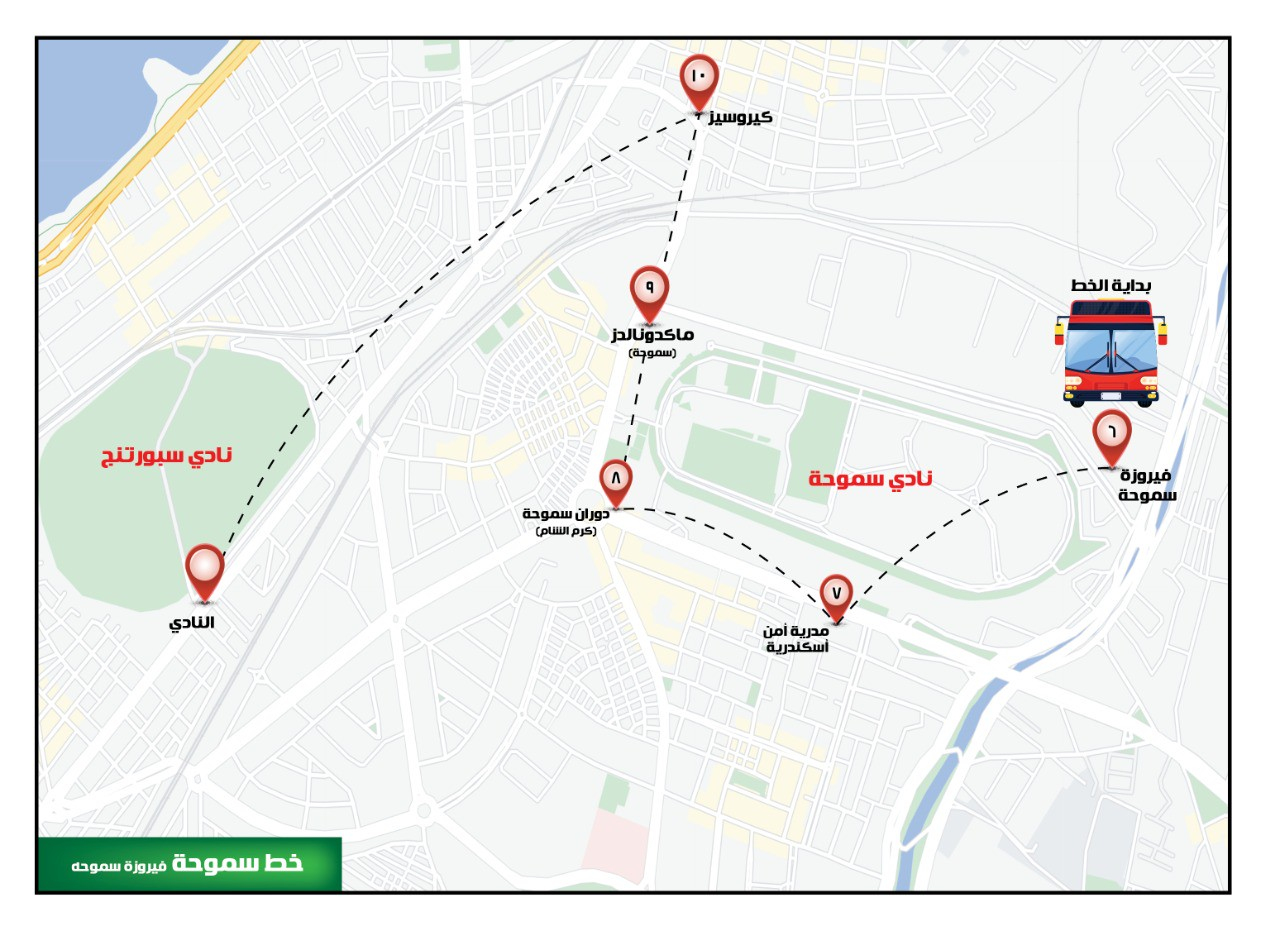 ١٠
كيروسيز
بداية الخط
٩
ماكدونالدز
(سموحة)
٦
فيروزة
سموحة
نادي سبورتنج
نادي سموحة
٨
دوران سموحة
(كرم الشام)
٧
مدرية أمن
أسكندرية
النادي
خط سموحة فيروزة سموحه